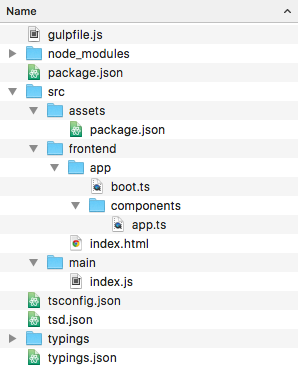 Name
gulpfile.js
node_modules
package.json
src
assets
package.json
frontend
app
boot.ts
components
app.ts
index.html
main
index.js
tsconfig.json
tsd.json
typings
typings.json